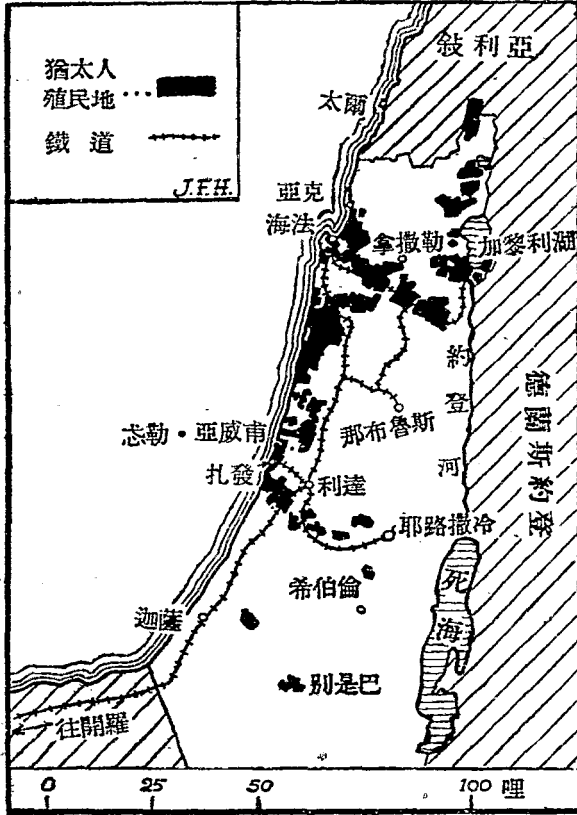 猶太人
殖民地...
鐵道
J.F.H.
敍利亞
太爾
亞克
海法
拿撒勒
加黎利湖
約登河
德蘭斯約登
那布魯斯
忒勒·亞威甫
扎發
利達
耶路撒冷
希伯倫
死海
迦薩
別是巴
往開羅
0 25 50 100 哩